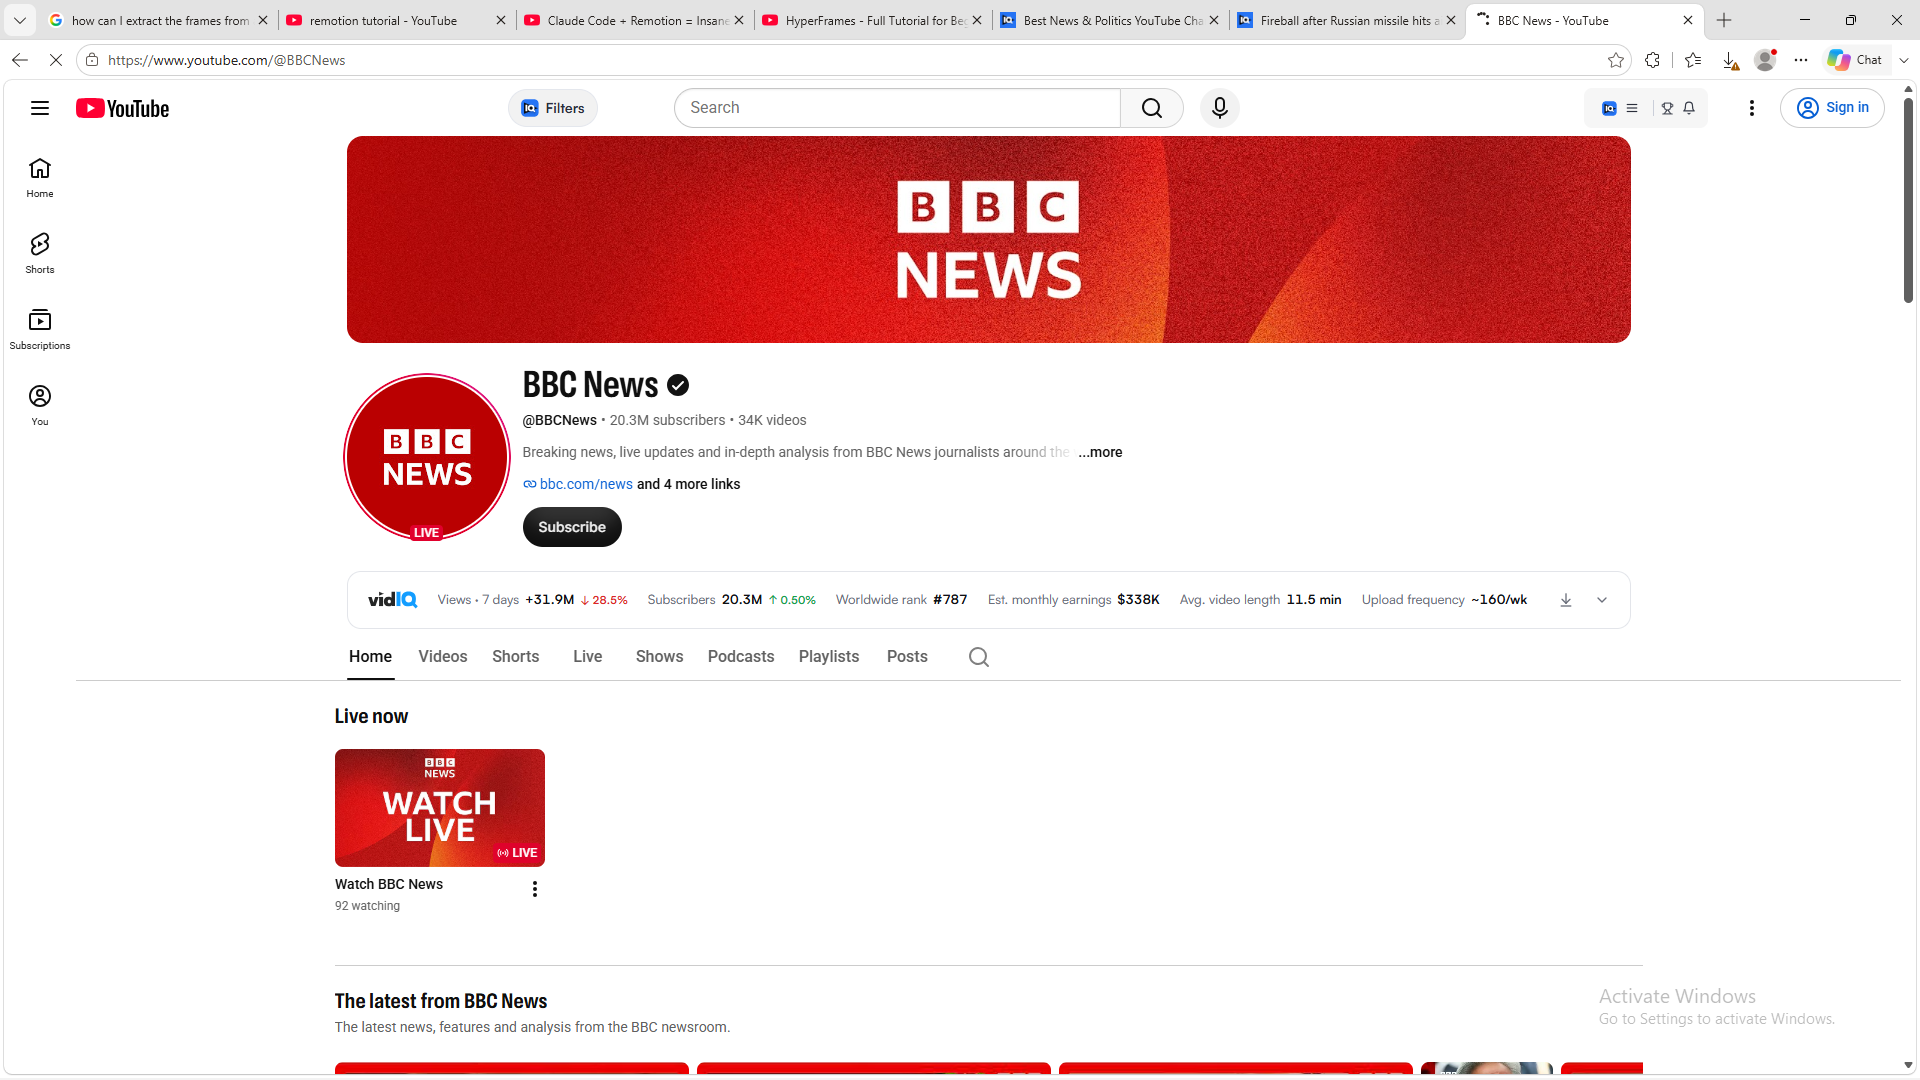 how can I extract the frames from
remotion tutorial - YouTube
Claude Code + Remotion = Insane
HyperFrames - Full Tutorial for Beg
Best News & Politics YouTube Cha
Fireball after Russian missile hits a
BBC News - YouTube
https://www.youtube.com/@BBCNews
Chat
YouTube
Filters
Search
Sign in
Home
Shorts
Subscriptions
You
BBC
NEWS
BBC
NEWS
LIVE
BBC News
@BBCNews • 20.3M subscribers • 34K videos
Breaking news, live updates and in-depth analysis from BBC News journalists around the ...more
bbc.com/news and 4 more links
Subscribe
vidIQ Views • 7 days +31.9M ↓ 28.5% Subscribers 20.3M ↑ 0.50% Worldwide rank #787 Est. monthly earnings $338K Avg. video length 11.5 min Upload frequency ~160/wk
Home Videos Shorts Live Shows Podcasts Playlists Posts
Live now
BBC
NEWS
WATCH
LIVE
LIVE
Watch BBC News
92 watching
The latest from BBC News
The latest news, features and analysis from the BBC newsroom.
Activate Windows
Go to Settings to activate Windows.